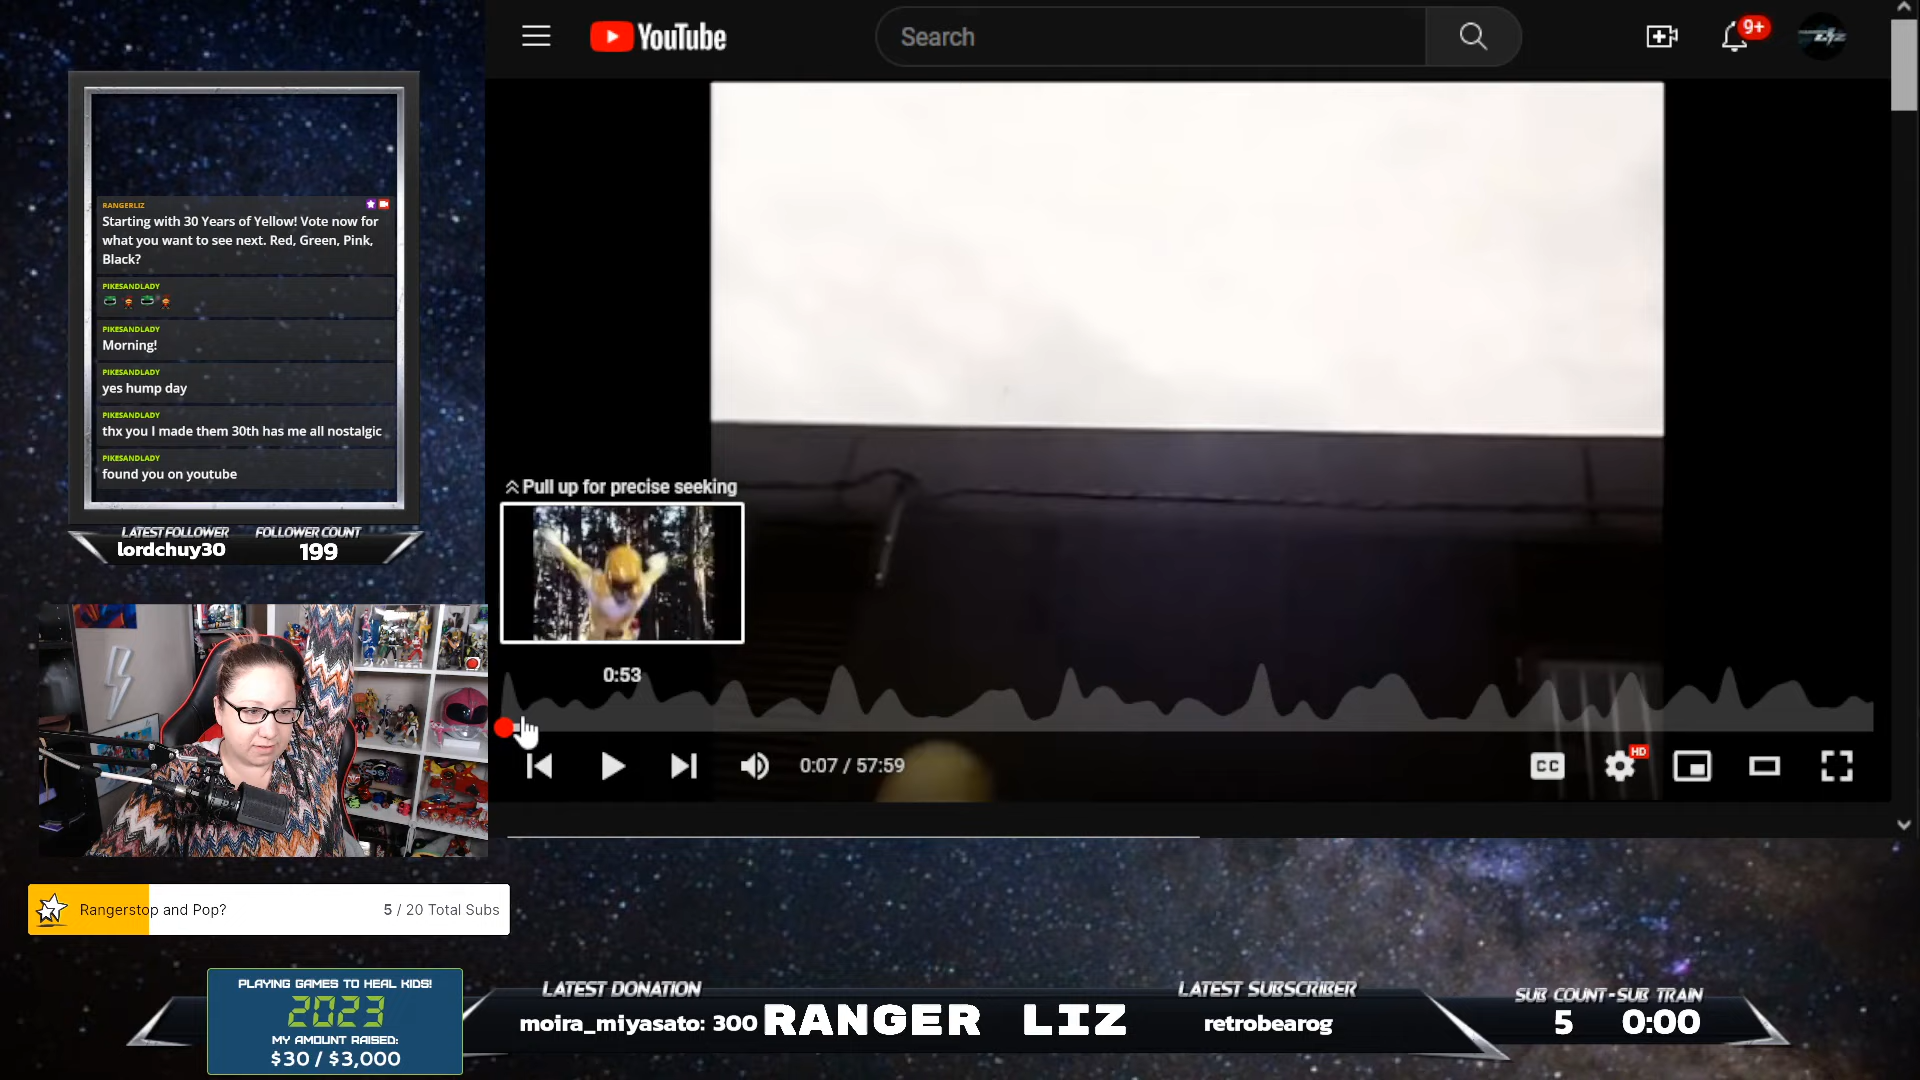 YouTube
Search
9+
RANGERLIZ
Starting with 30 Years of Yellow! Vote now for
what you want to see next. Red, Green, Pink,
Black?
PIKESANDLADY
PIKESANDLADY
Morning!
PIKESANDLADY
yes hump day
PIKESANDLADY
thx you I made them 30th has me all nostalgic
PIKESANDLADY
found you on youtube
LATEST FOLLOWER
FOLLOWER COUNT
lordchuy30
199
Pull up for precise seeking
0:53
0:07 / 57:59
CC
HD
Rangerstop and Pop?
5 / 20 Total Subs
PLAYING GAMES TO HEAL KIDS!
2023
MY AMOUNT RAISED:
$30 / $3,000
LATEST DONATION
moira_miyasato: 300
RANGER LIZ
LATEST SUBSCRIBER
retrobearog
SUB COUNT-SUB TRAIN
5
0:00